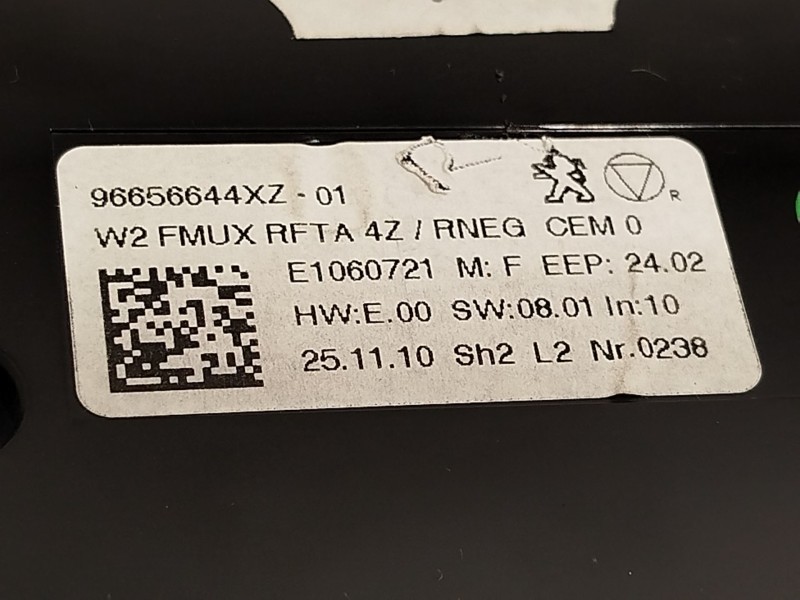 96656644XZ - 01
W2 FMUX RFTA 4Z / RNEG CEM 0
E1060721 M: F EEP: 24.02
HW:E.00 SW:08.01 In:10
25.11.10 Sh2 L2 Nr.0238
R